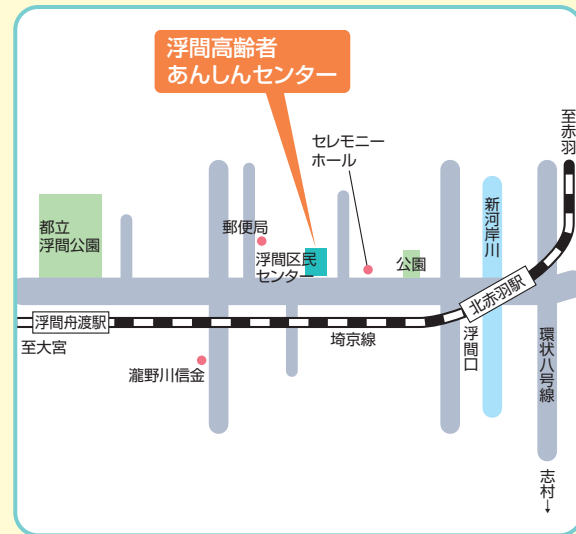 浮間高齢者
あんしんセンター
セレモニー
ホール
至赤羽
都立
浮間公園
郵便局
浮間区民
センター
公園
新河岸川
北赤羽駅
浮間舟渡駅
至大宮
埼京線
浮間口
環状八号線
瀧野川信金
志村→